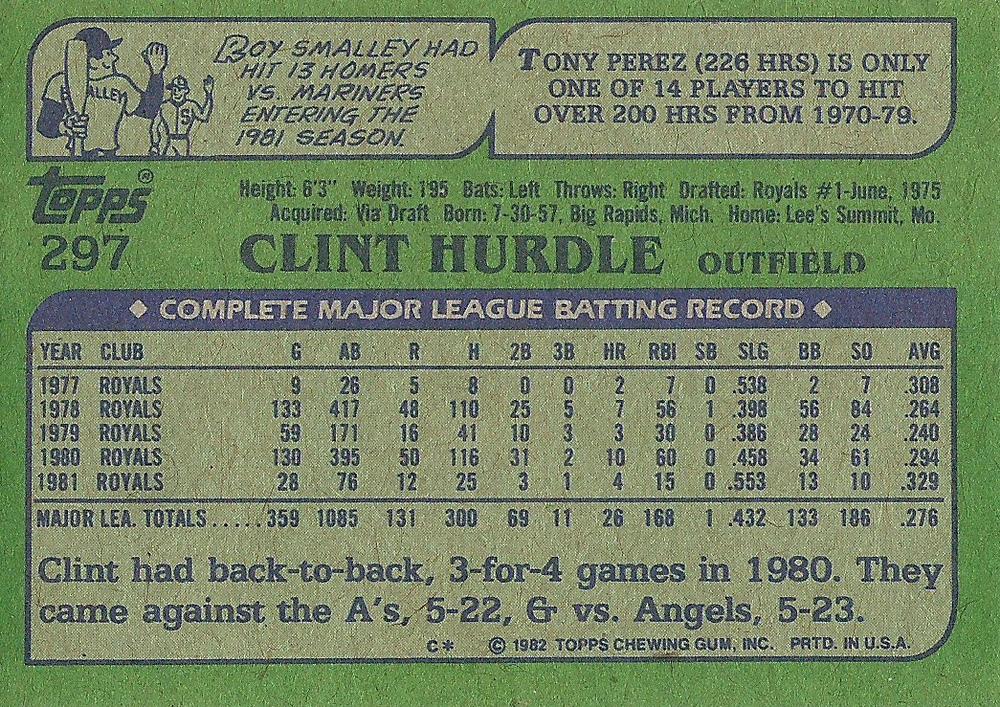 ROY SMALLEY HAD
HIT 13 HOMERS
VS. MARINERS
ENTERING THE
1981 SEASON.
ALLEY
S
TONY PEREZ (226 HRS) IS ONLY
ONE OF 14 PLAYERS TO HIT
OVER 200 HRS FROM 1970-79.
TOPPS®
297
Height: 6'3" Weight: 195 Bats: Left Throws: Right Drafted: Royals #1-June, 1975
Acquired: Via Draft Born: 7-30-57, Big Rapids, Mich. Home: Lee's Summit, Mo.
CLINT HURDLE OUTFIELD
◆ COMPLETE MAJOR LEAGUE BATTING RECORD ◆
YEAR CLUB G AB R H 2B 3B HR RBI SB SLG BB SO AVG
1977 ROYALS 9 26 5 8 0 0 2 7 0 .538 2 7 .308
1978 ROYALS 133 417 48 110 25 5 7 56 1 .398 56 84 .264
1979 ROYALS 59 171 16 41 10 3 3 30 0 .386 28 24 .240
1980 ROYALS 130 395 50 116 31 2 10 60 0 .458 34 61 .294
1981 ROYALS 28 76 12 25 3 1 4 15 0 .553 13 10 .329
MAJOR LEA. TOTALS.....359 1085 131 300 69 11 26 168 1 .432 133 186 .276
Clint had back-to-back, 3-for-4 games in 1980. They
came against the A's, 5-22, & vs. Angels, 5-23.
C* © 1982 TOPPS CHEWING GUM, INC. PRTD. IN U.S.A.